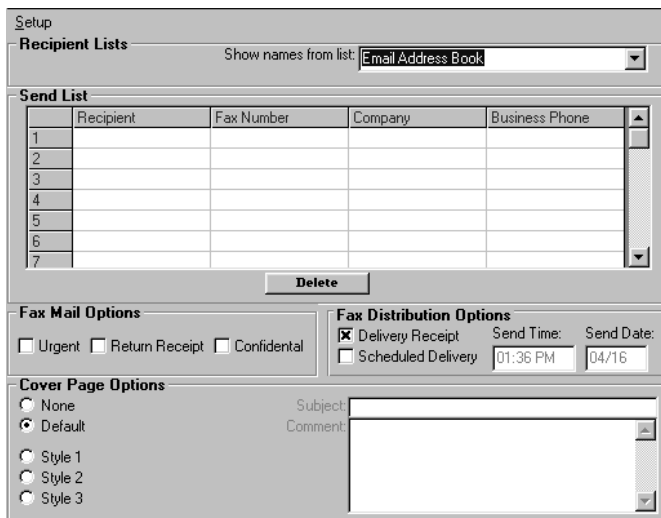 Setup
Recipient Lists
Show names from list: Email Address Book
Send List
Recipient Fax Number Company Business Phone
1
2
3
4
5
6
7
Delete
Fax Mail Options
Urgent Return Receipt Confidental
Fax Distribution Options
Delivery Receipt Send Time: Send Date:
Scheduled Delivery 01:36 PM 04/16
Cover Page Options
None Subject:
Default Comment:
Style 1
Style 2
Style 3